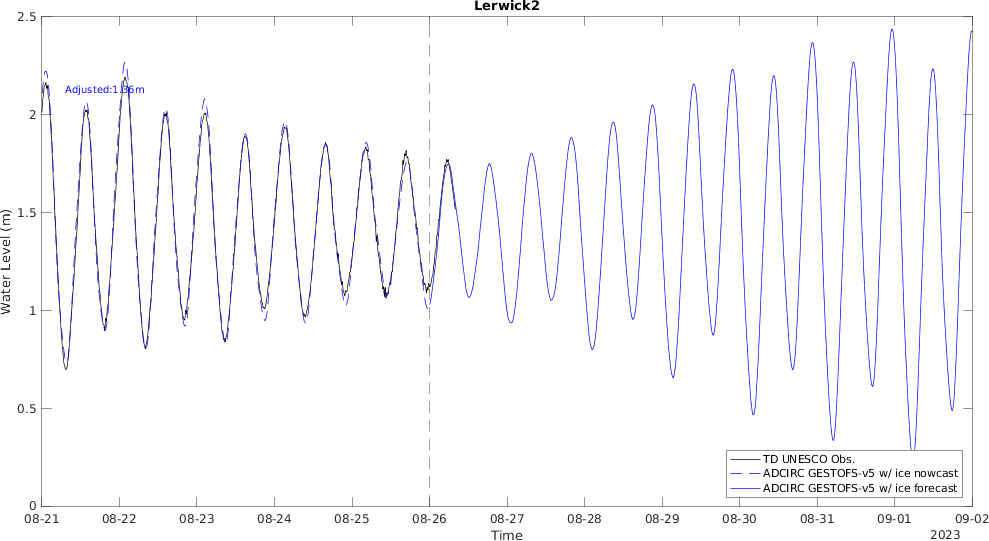 Lerwick2
2.5
2
1.5
1
0.5
0
Water Level (m)
Adjusted:1.36m
TD UNESCO Obs.
ADCIRC GESTOFS-v5 w/ ice nowcast
ADCIRC GESTOFS-v5 w/ ice forecast
08-21 08-22 08-23 08-24 08-25 08-26 08-27 08-28 08-29 08-30 08-31 09-01 09-02
Time
2023